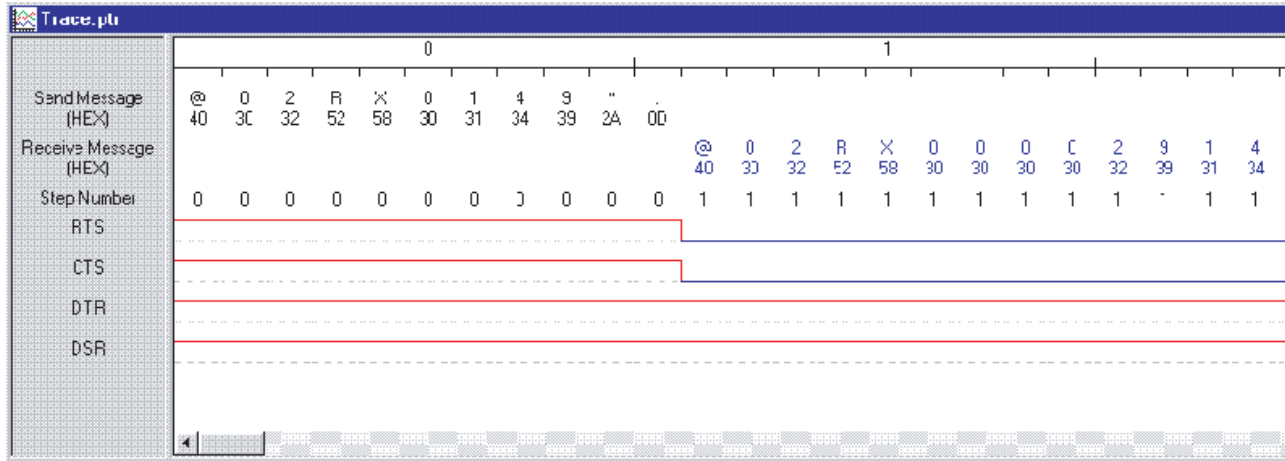 Trace.ptr
0 1
Send Message @ 0 2 R X 0 1 4 9 * .
(HEX) 40 30 32 52 58 30 31 34 39 2A 0D
Receive Message @ 0 2 R X 0 0 0 0 2 9 1 4
(HEX) 40 30 32 52 58 30 30 30 30 32 39 31 34
Step Number 0 0 0 0 0 0 0 0 0 0 0 1 1 1 1 1 1 1 1 1 1 1 1 1
RTS
CTS
DTR
DSR